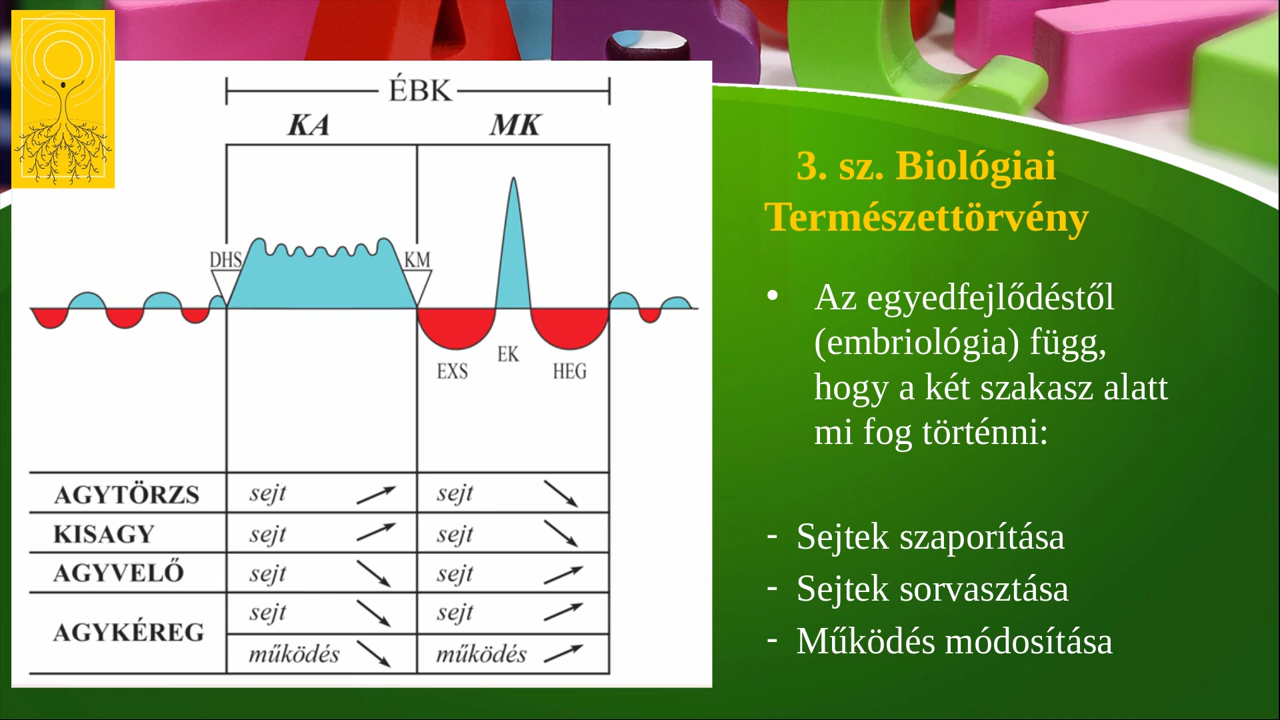 ÉBK
KA MK
DHS KM
EXS EK HEG
AGYTÖRZS sejt sejt
KISAGY sejt sejt
AGYVELŐ sejt sejt
AGYKÉREG sejt sejt
működés működés
3. sz. Biológiai
Természettörvény
• Az egyedfejlődéstől
(embriológia) függ,
hogy a két szakasz alatt
mi fog történni:
- Sejtek szaporítása
- Sejtek sorvasztása
- Működés módosítása